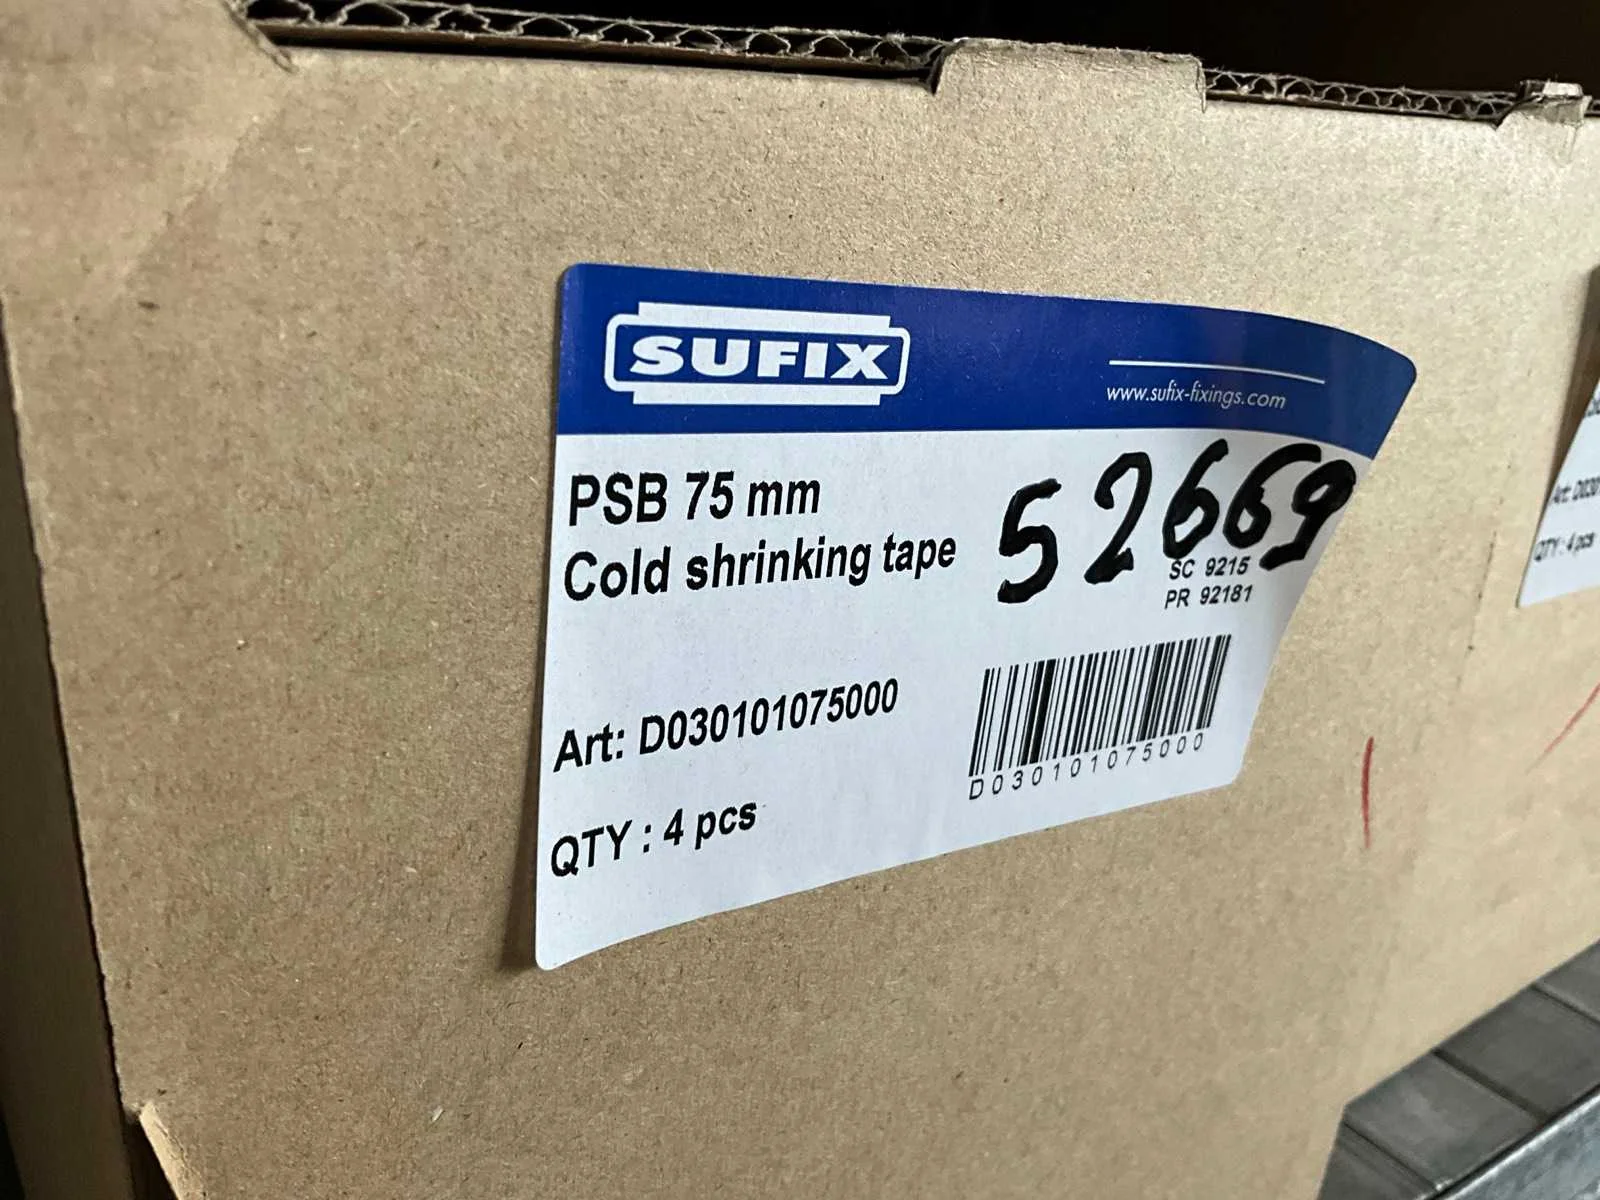 SUFIX
www.sufix-fixings.com
PSB 75 mm
Cold shrinking tape
52669
SC 9215
PR 92181
Art: D030101075000
D030101075000
QTY : 4 pcs
QTY : 4 pcs